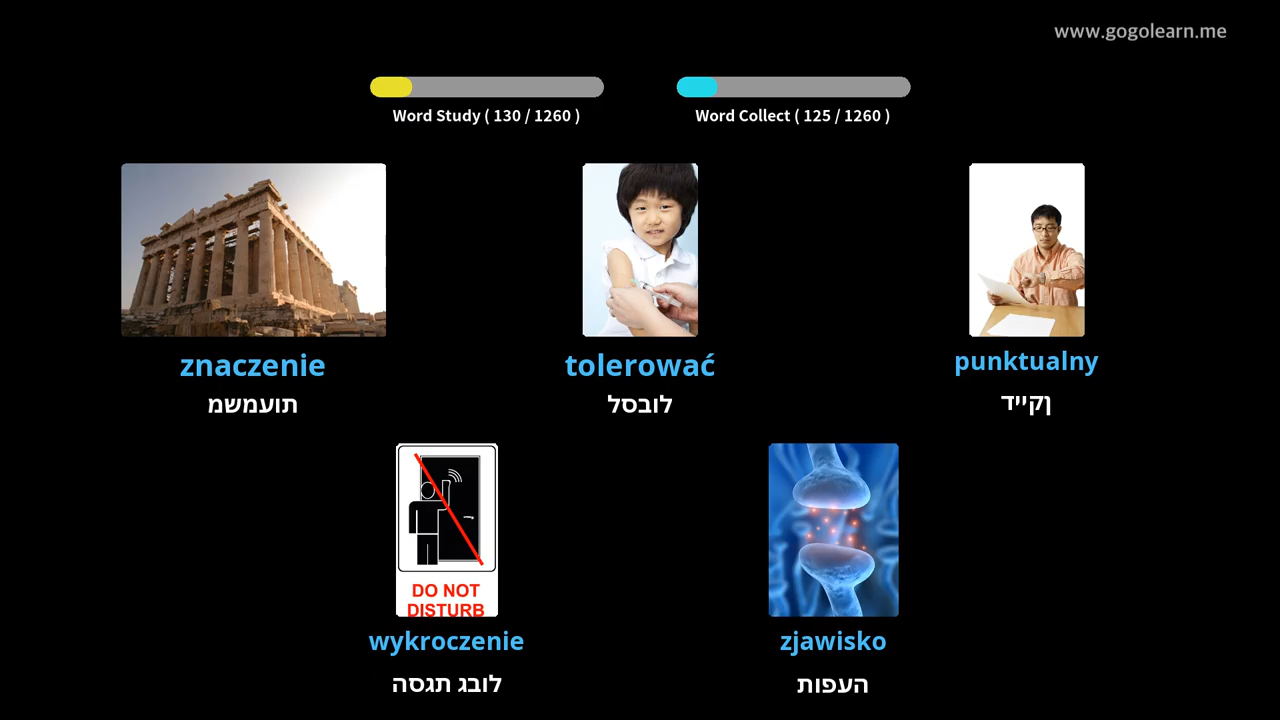 www.gogolearn.me
Word Study ( 130 / 1260 )
Word Collect ( 125 / 1260 )
znaczenie
תועמשמ
tolerować
לובסל
punktualny
ןקייד
DO NOT
DISTURB
wykroczenie
לובג תגסה
zjawisko
העפות